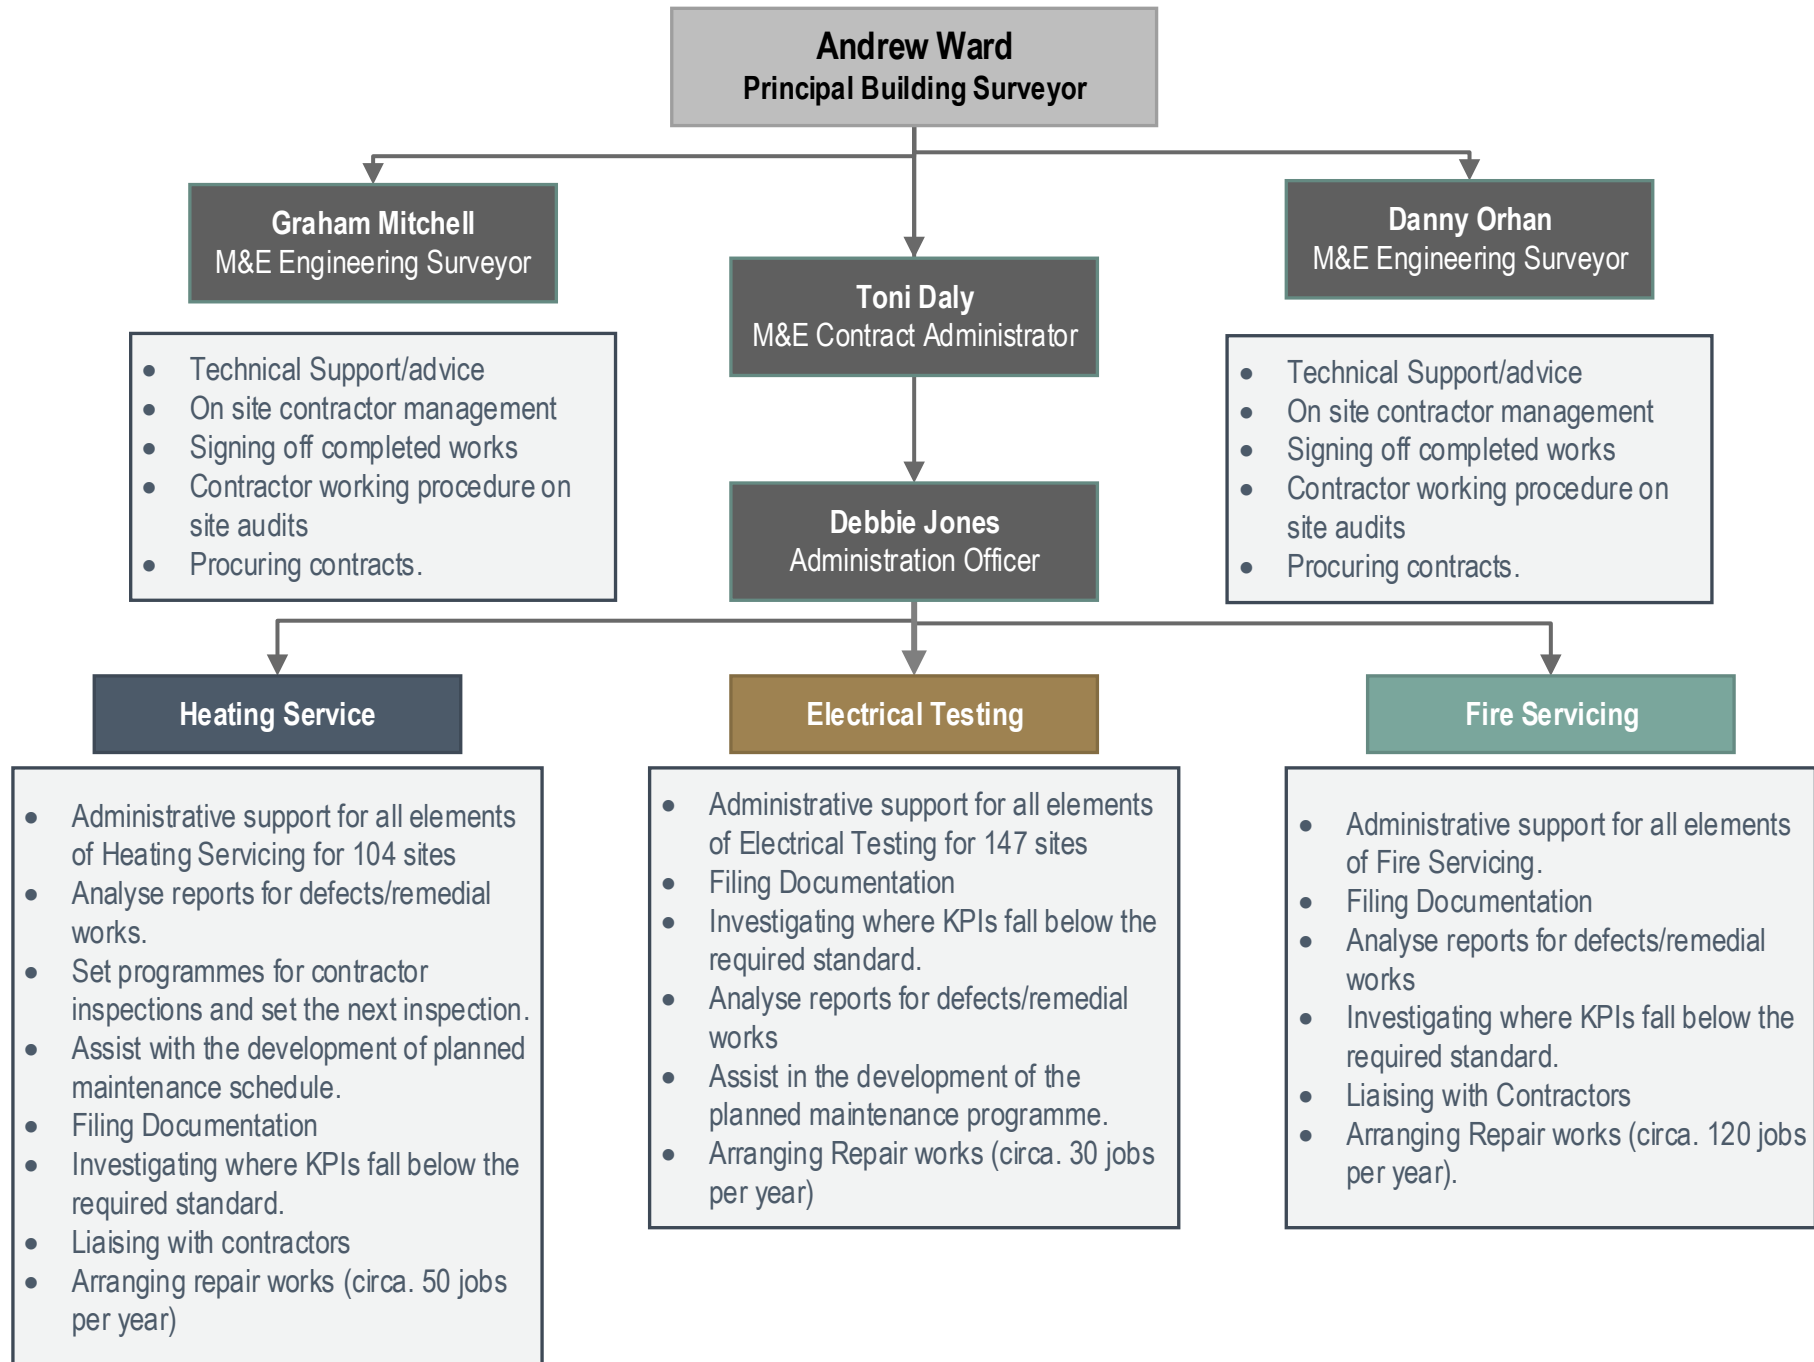 Andrew Ward
Principal Building Surveyor
Graham Mitchell
M&E Engineering Surveyor
Toni Daly
M&E Contract Administrator
Danny Orhan
M&E Engineering Surveyor
• Technical Support/advice
• On site contractor management
• Signing off completed works
• Contractor working procedure on
site audits
• Procuring contracts.
• Technical Support/advice
• On site contractor management
• Signing off completed works
• Contractor working procedure on
site audits
• Procuring contracts.
Debbie Jones
Administration Officer
Heating Service
• Administrative support for all elements
of Heating Servicing for 104 sites
• Analyse reports for defects/remedial
works.
• Set programmes for contractor
inspections and set the next inspection.
• Assist with the development of planned
maintenance schedule.
• Filing Documentation
• Investigating where KPIs fall below the
required standard.
• Liaising with contractors
• Arranging repair works (circa. 50 jobs
per year)
Electrical Testing
• Administrative support for all elements
of Electrical Testing for 147 sites
• Filing Documentation
• Investigating where KPIs fall below the
required standard.
• Analyse reports for defects/remedial
works
• Assist in the development of the
planned maintenance programme.
• Arranging Repair works (circa. 30 jobs
per year)
Fire Servicing
• Administrative support for all elements
of Fire Servicing.
• Filing Documentation
• Analyse reports for defects/remedial
works
• Investigating where KPIs fall below the
required standard.
• Liaising with Contractors
• Arranging Repair works (circa. 120 jobs
per year).